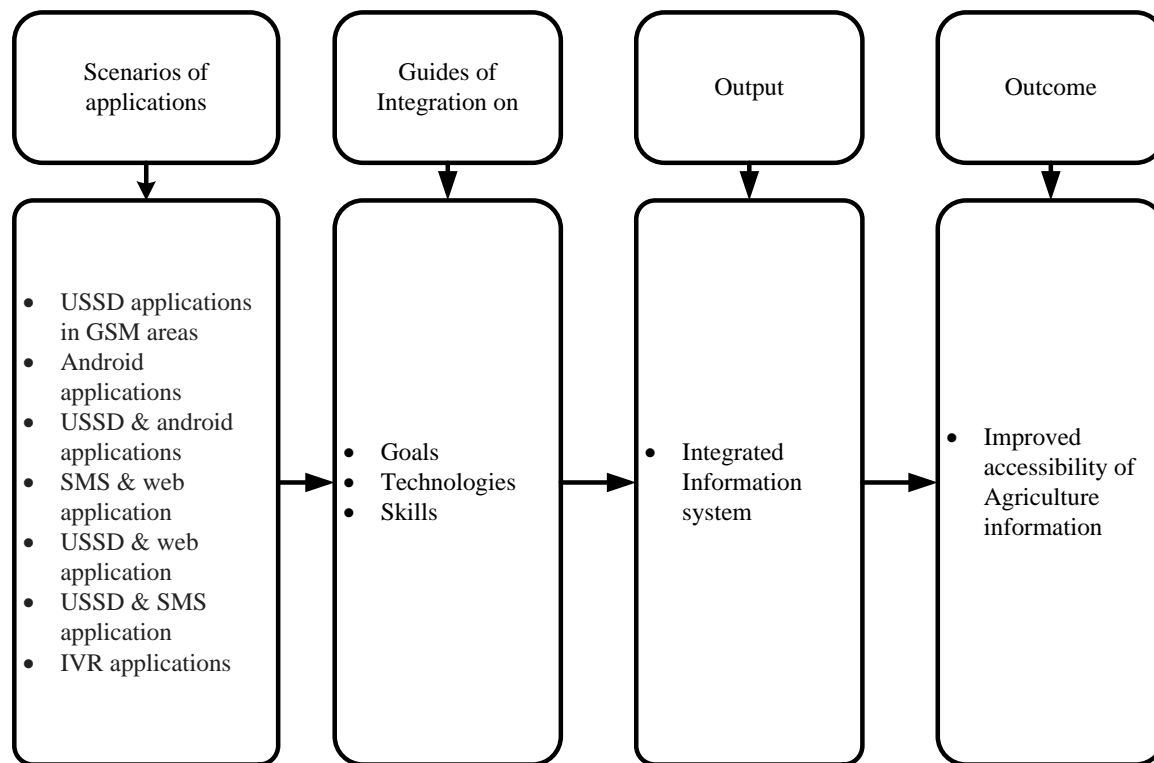 Scenarios of
applications
Guides of
Integration on
Output
Outcome
• USSD applications
in GSM areas
• Android
applications
• USSD & android
applications
• SMS & web
application
• USSD & web
application
• USSD & SMS
application
• IVR applications
• Goals
• Technologies
• Skills
• Integrated
Information
system
• Improved
accessibility of
Agriculture
information